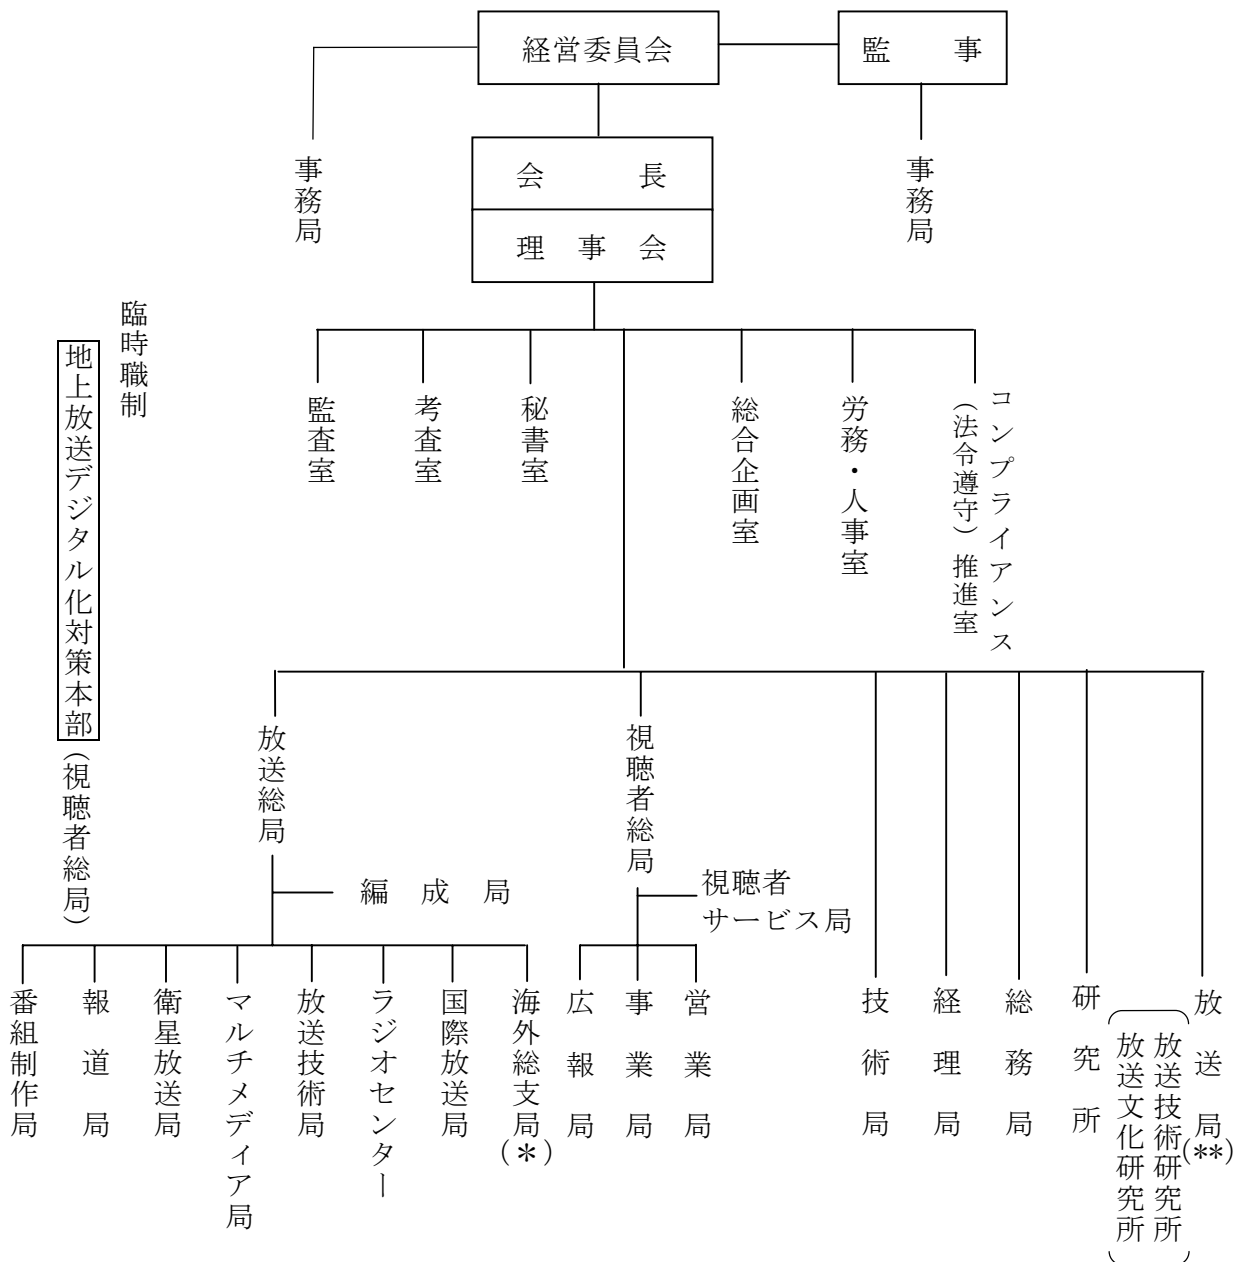 経営委員会
監　事
事務局
会　長
事務局
理　事　会
臨時職制
地上放送デジタル化対策本部（視聴者総局）
監査室
考査室
秘書室
総合企画室
労務・人事室
コンプライアンス
（法令遵守）推進室
放送総局
視聴者総局
編　成　局
視聴者
サービス局
番組制作局
報　道　局
衛星放送局
マルチメディア局
放送技術局
ラジオセンター
国際放送局
海外総支局（＊）
広　報　局
事　業　局
営　業　局
技　術　局
経　理　局
総　務　局
研　究　所
放送技術研究所
放送文化研究所
放　送　局（**）